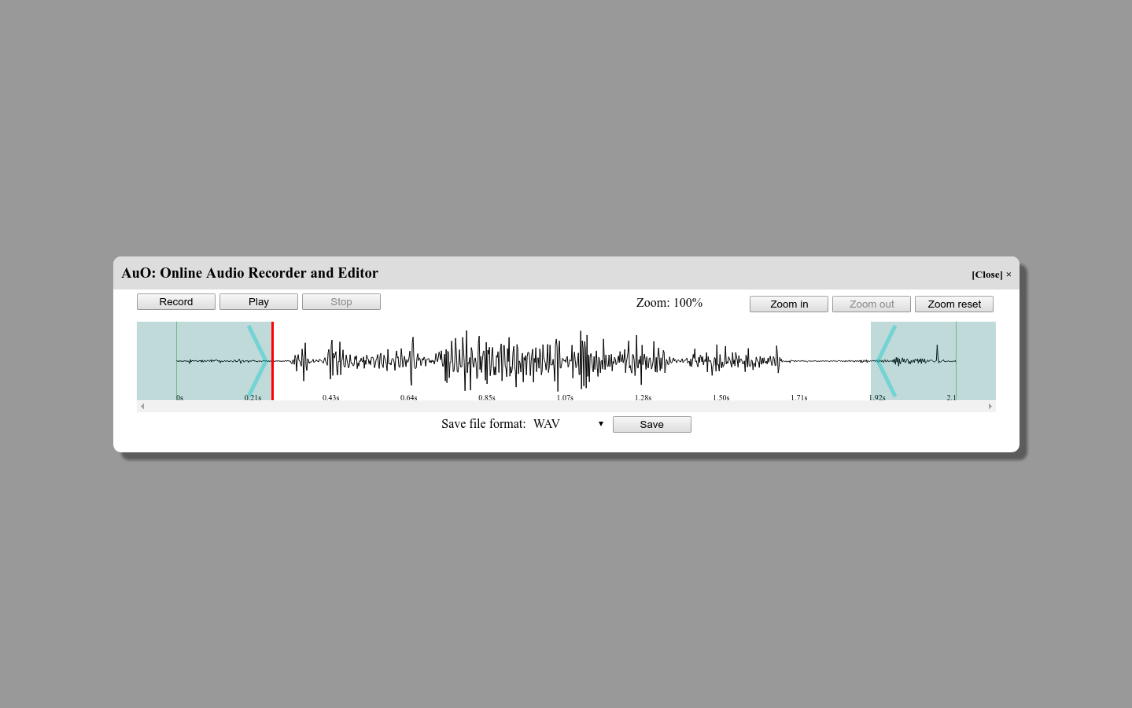 AuO: Online Audio Recorder and Editor [Close] ×
Record Play Stop Zoom: 100% Zoom in Zoom out Zoom reset
0s 0.21s 0.43s 0.64s 0.85s 1.07s 1.28s 1.50s 1.71s 1.92s 2.1
Save file format: WAV Save